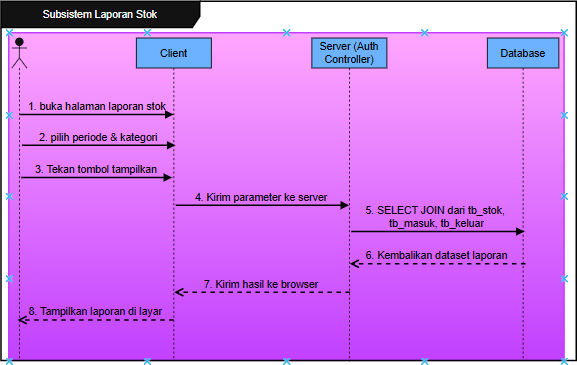 Subsistem Laporan Stok
Client
Server (Auth
Controller)
Database
1. buka halaman laporan stok
2. pilih periode & kategori
3. Tekan tombol tampilkan
4. Kirim parameter ke server
5. SELECT JOIN dari tb_stok,
tb_masuk, tb_keluar
6. Kembalikan dataset laporan
7. Kirim hasil ke browser
8. Tampilkan laporan di layar